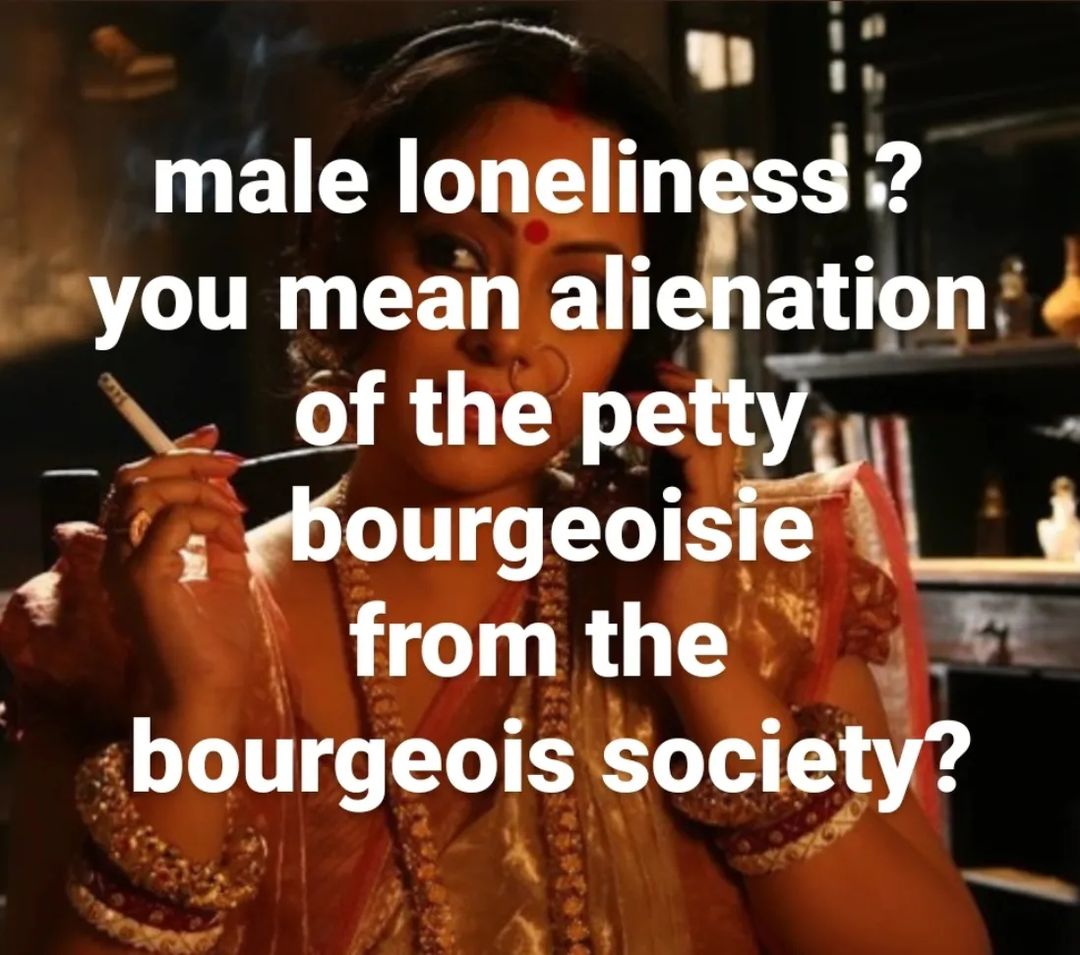 male loneliness ?
you mean alienation
of the petty
bourgeoisie
from the
bourgeois society?